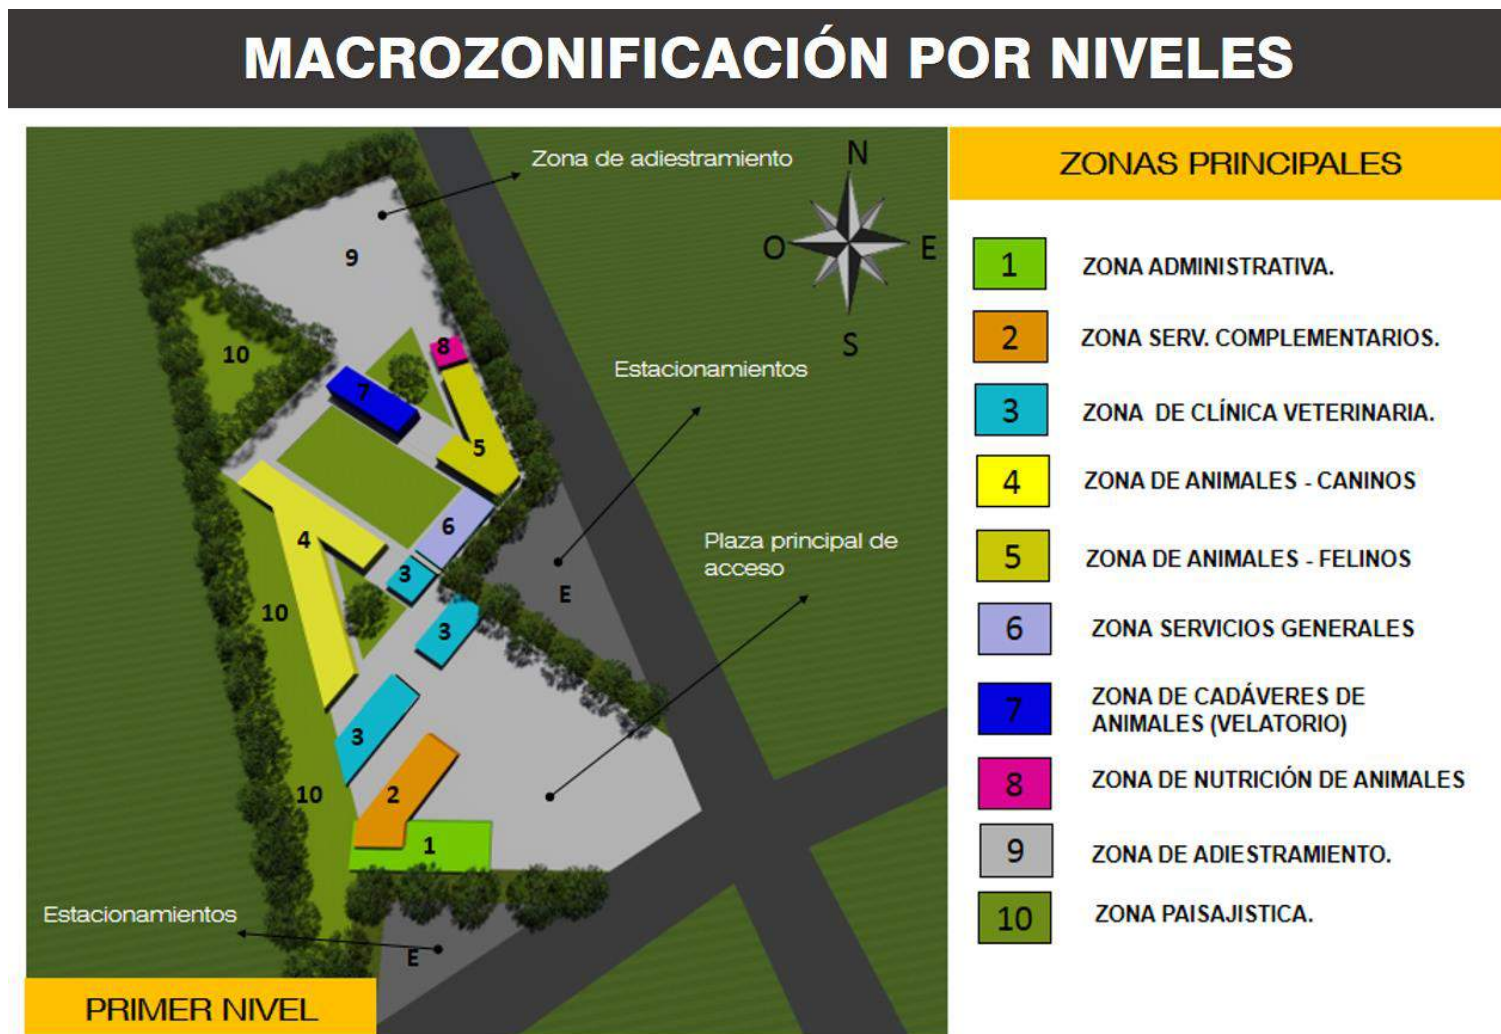 MACROZONIFICACIÓN POR NIVELES
Zona de adiestramiento
N
O
E
S
9
10
8
7
5
Estacionamientos
6
4
3
E
Plaza principal de
acceso
10
3
3
2
10
1
Estacionamientos
E
PRIMER NIVEL
ZONAS PRINCIPALES
1 ZONA ADMINISTRATIVA.
2 ZONA SERV. COMPLEMENTARIOS.
3 ZONA DE CLÍNICA VETERINARIA.
4 ZONA DE ANIMALES - CANINOS
5 ZONA DE ANIMALES - FELINOS
6 ZONA SERVICIOS GENERALES
7 ZONA DE CADÁVERES DE
ANIMALES (VELATORIO)
8 ZONA DE NUTRICIÓN DE ANIMALES
9 ZONA DE ADIESTRAMIENTO.
10 ZONA PAISAJISTICA.